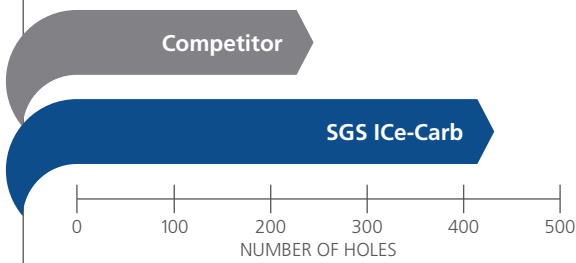 Competitor
SGS ICe-Carb
0 100 200 300 400 500
NUMBER OF HOLES